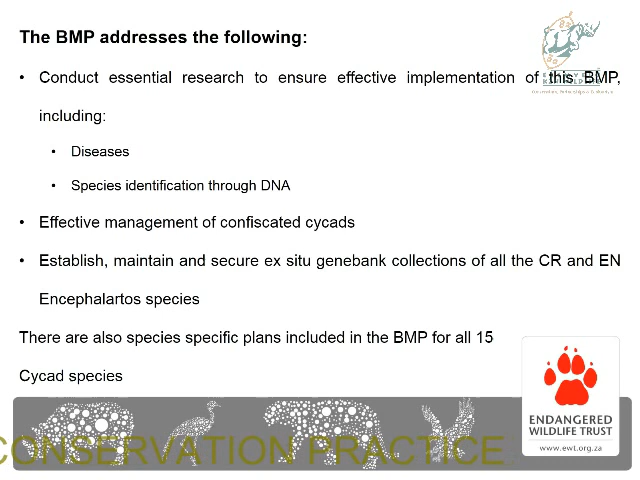 The BMP addresses the following:
• Conduct essential research to ensure effective implementation of this BMP,
including:
• Diseases
• Species identification through DNA
• Effective management of confiscated cycads
• Establish, maintain and secure ex situ genebank collections of all the CR and EN
Encephalartos species
There are also species specific plans included in the BMP for all 15
Cycad species
CONSERVATION PRACTICE
ENDANGERED
WILDLIFE TRUST
www.ewt.org.za